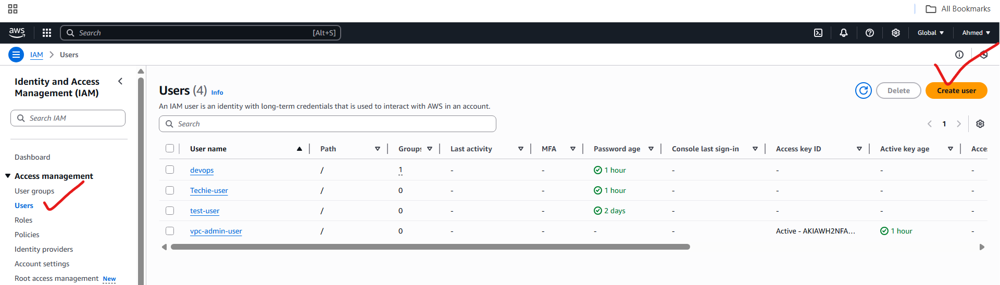 All Bookmarks
aws Search [Alt+S] Global Ahmed
IAM > Users
Identity and Access
Management (IAM)
Search IAM
Dashboard
Access management
User groups
Users
Roles
Policies
Identity providers
Account settings
Root access management New
Users (4) Info
Delete Create user
An IAM user is an identity with long-term credentials that is used to interact with AWS in an account.
Search
1
User name Path Groups Last activity MFA Password age Console last sign-in Access key ID Active key age Acces
devops / 1 - - 1 hour - - - -
Techie-user / 0 - - 1 hour - - - -
test-user / 0 - - 2 days - - - -
vpc-admin-user / 0 - - - - Active - AKIAWH2NFA... 1 hour -